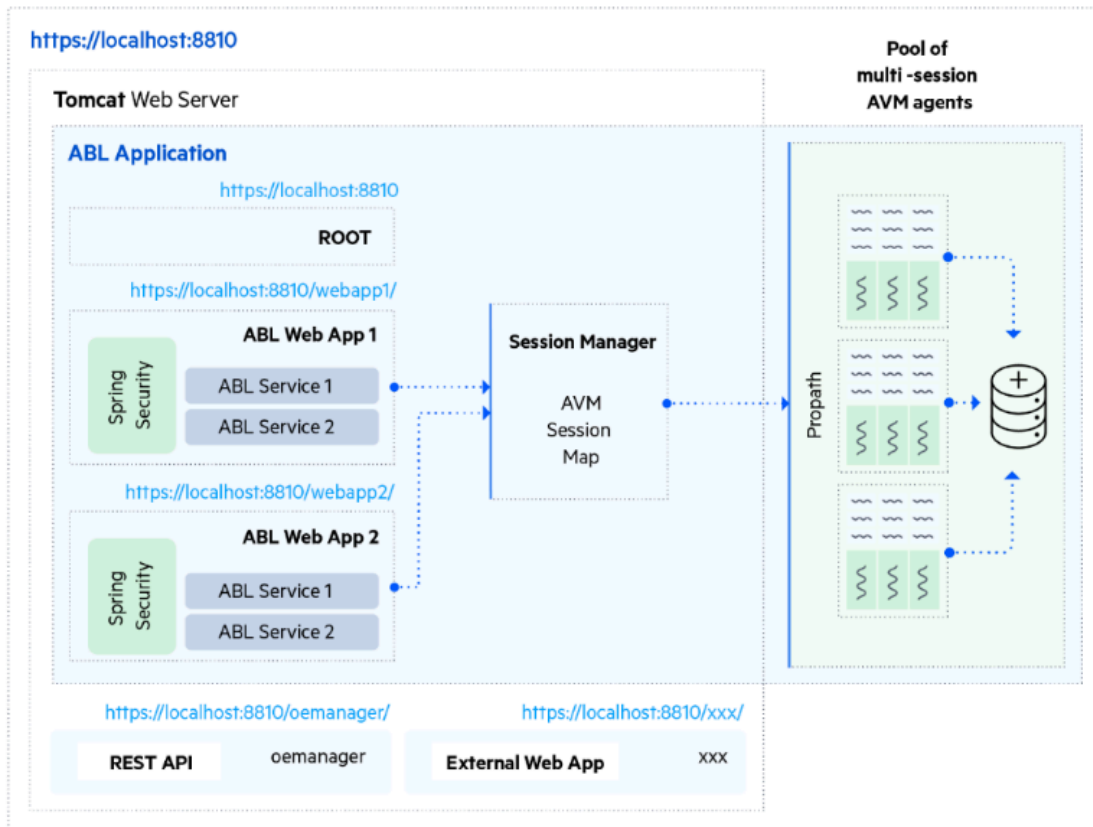 https://localhost:8810
Pool of
multi -session
AVM agents
Tomcat Web Server
ABL Application
https://localhost:8810
ROOT
https://localhost:8810/webapp1/
ABL Web App 1
Spring
Security
ABL Service 1
ABL Service 2
https://localhost:8810/webapp2/
ABL Web App 2
Spring
Security
ABL Service 1
ABL Service 2
Session Manager
AVM
Session
Map
Propath
https://localhost:8810/oemanager/
REST API
oemanager
https://localhost:8810/xxx/
External Web App
xxx